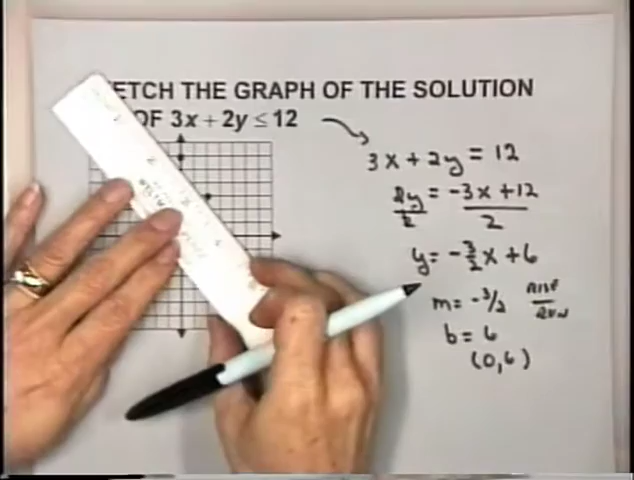 ETCH THE GRAPH OF THE SOLUTION
OF 3x + 2y ≤ 12
3x + 2y = 12
2y = -3x + 12
2 2
y = -3/2 x + 6
m = -3/2 RISE
RUN
b = 6
(0,6)